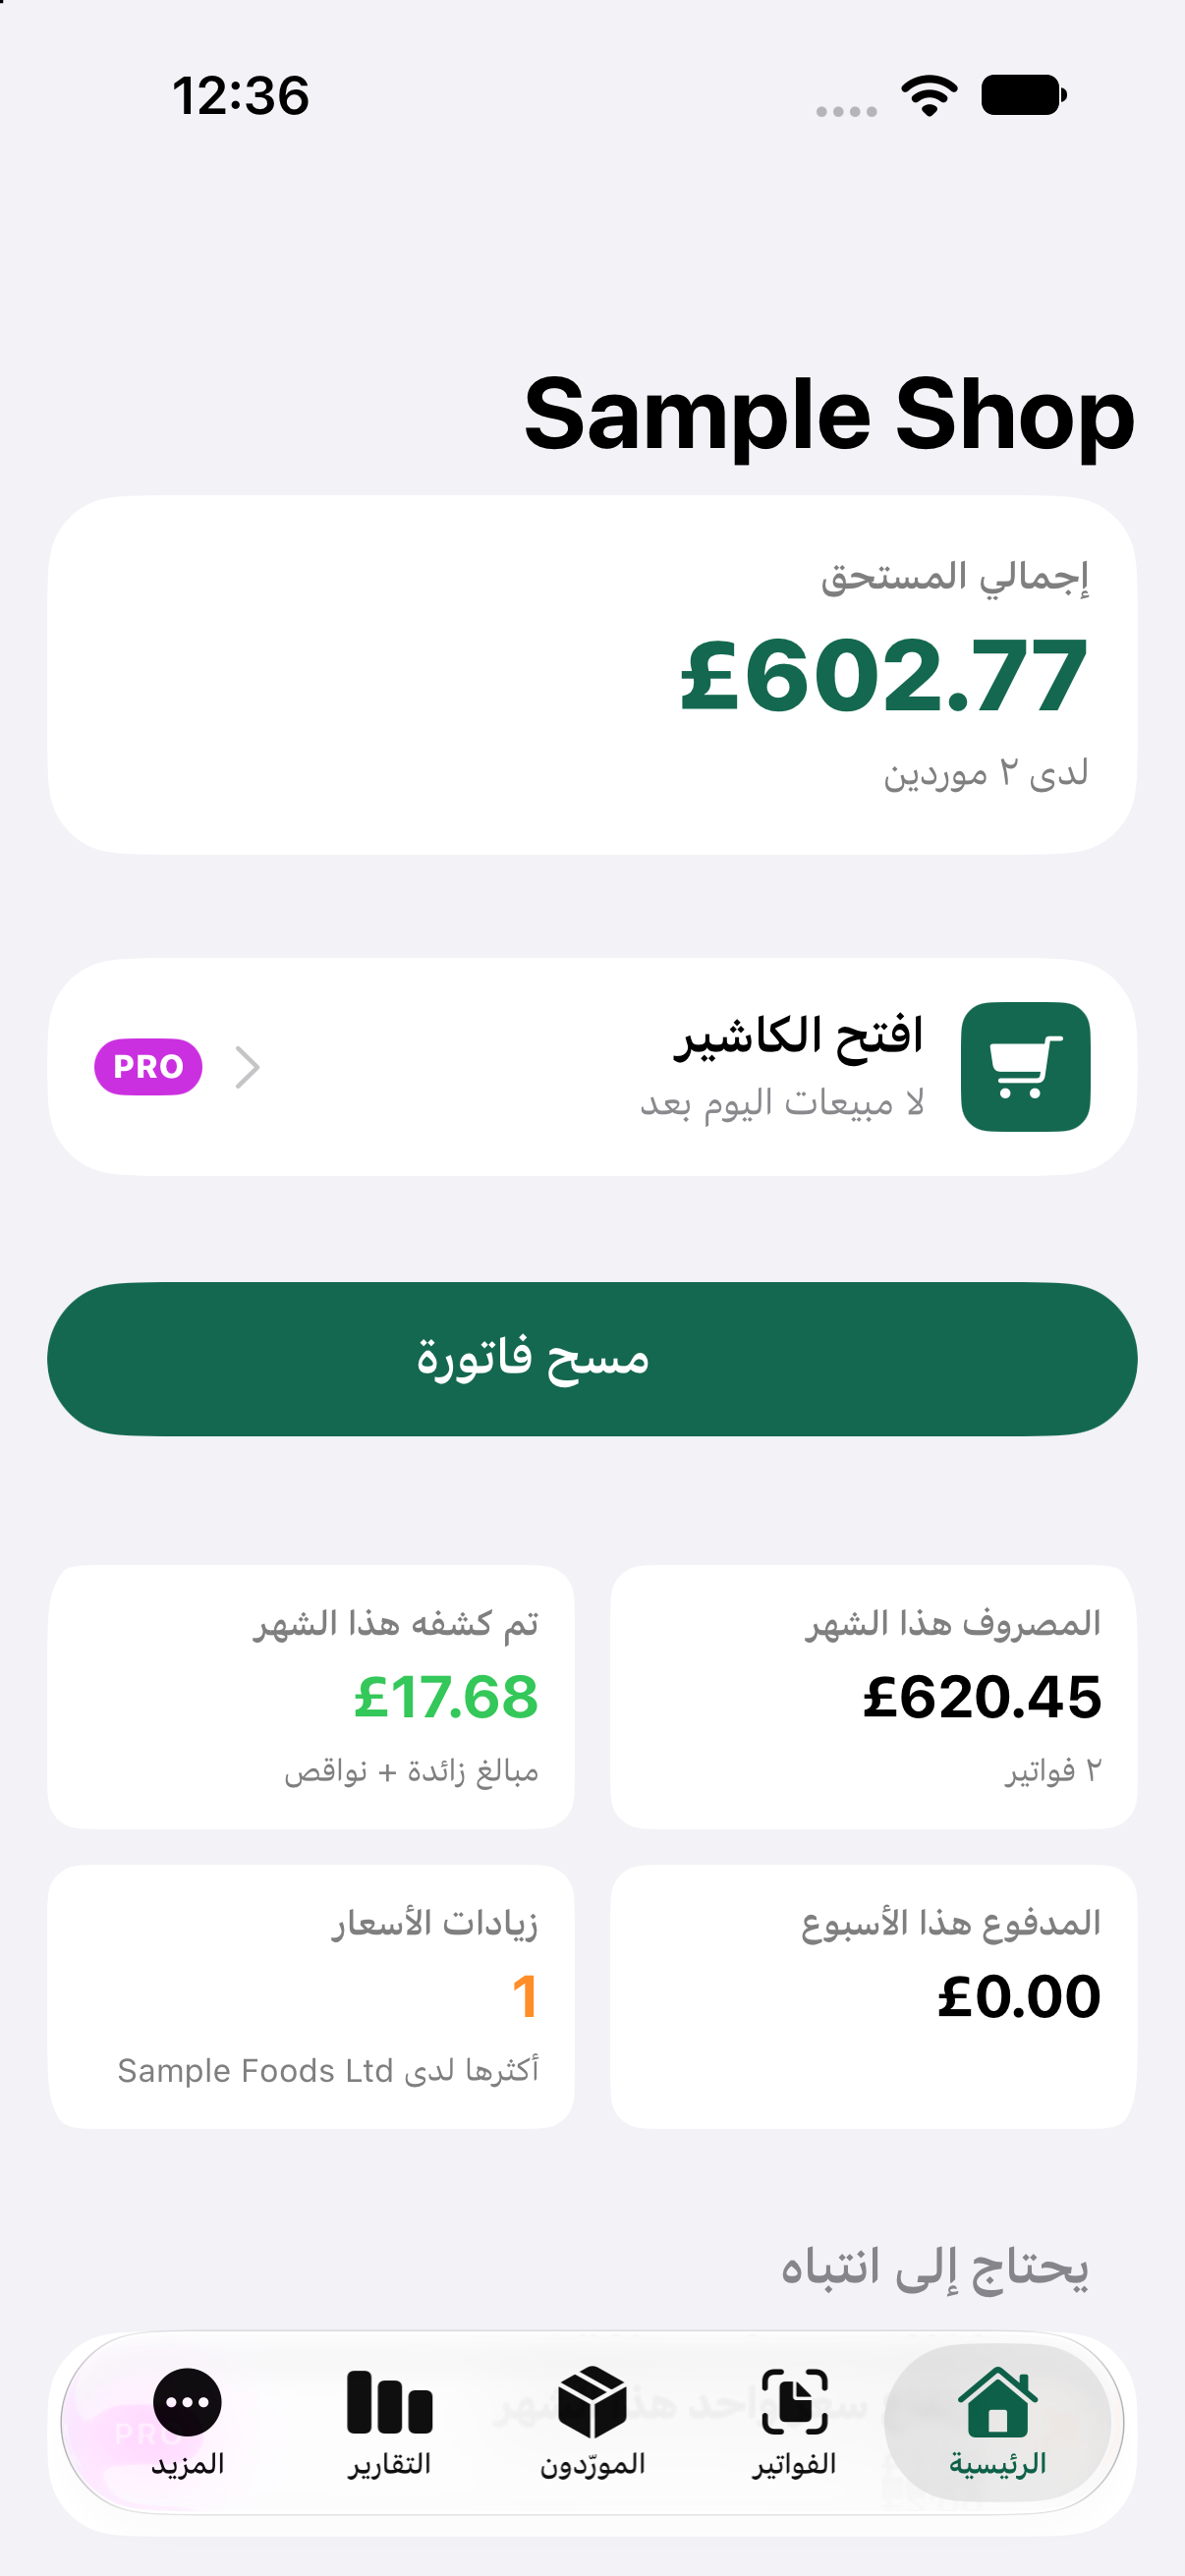 12:36
Sample Shop
إجمالي المستحق
£602.77
لدى ٢ موردين
افتح الكاشير
لا مبيعات اليوم بعد
PRO
مسح فاتورة
المصروف هذا الشهر
£620.45
٢ فواتير
تم كشفه هذا الشهر
£17.68
مبالغ زائدة + نواقص
المدفوع هذا الأسبوع
£0.00
زيادات الأسعار
1
أكثرها لدى Sample Foods Ltd
يحتاج إلى انتباه
الرئيسية
الفواتير
المورّدون
التقارير
المزيد